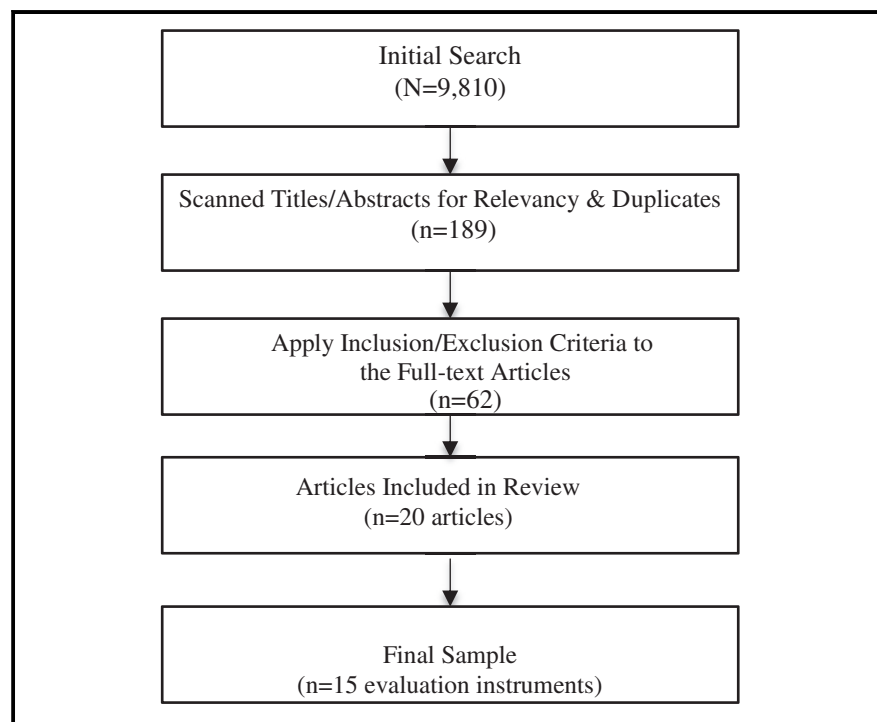 Initial Search
(N=9,810)
Scanned Titles/Abstracts for Relevancy & Duplicates
(n=189)
Apply Inclusion/Exclusion Criteria to
the Full-text Articles
(n=62)
Articles Included in Review
(n=20 articles)
Final Sample
(n=15 evaluation instruments)